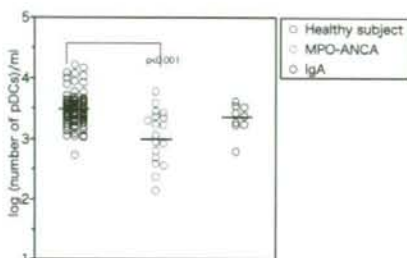 5
4
3
2
1
log (number of pDCs)/ml
p<0.001
Healthy subject
MPO-ANCA
IgA